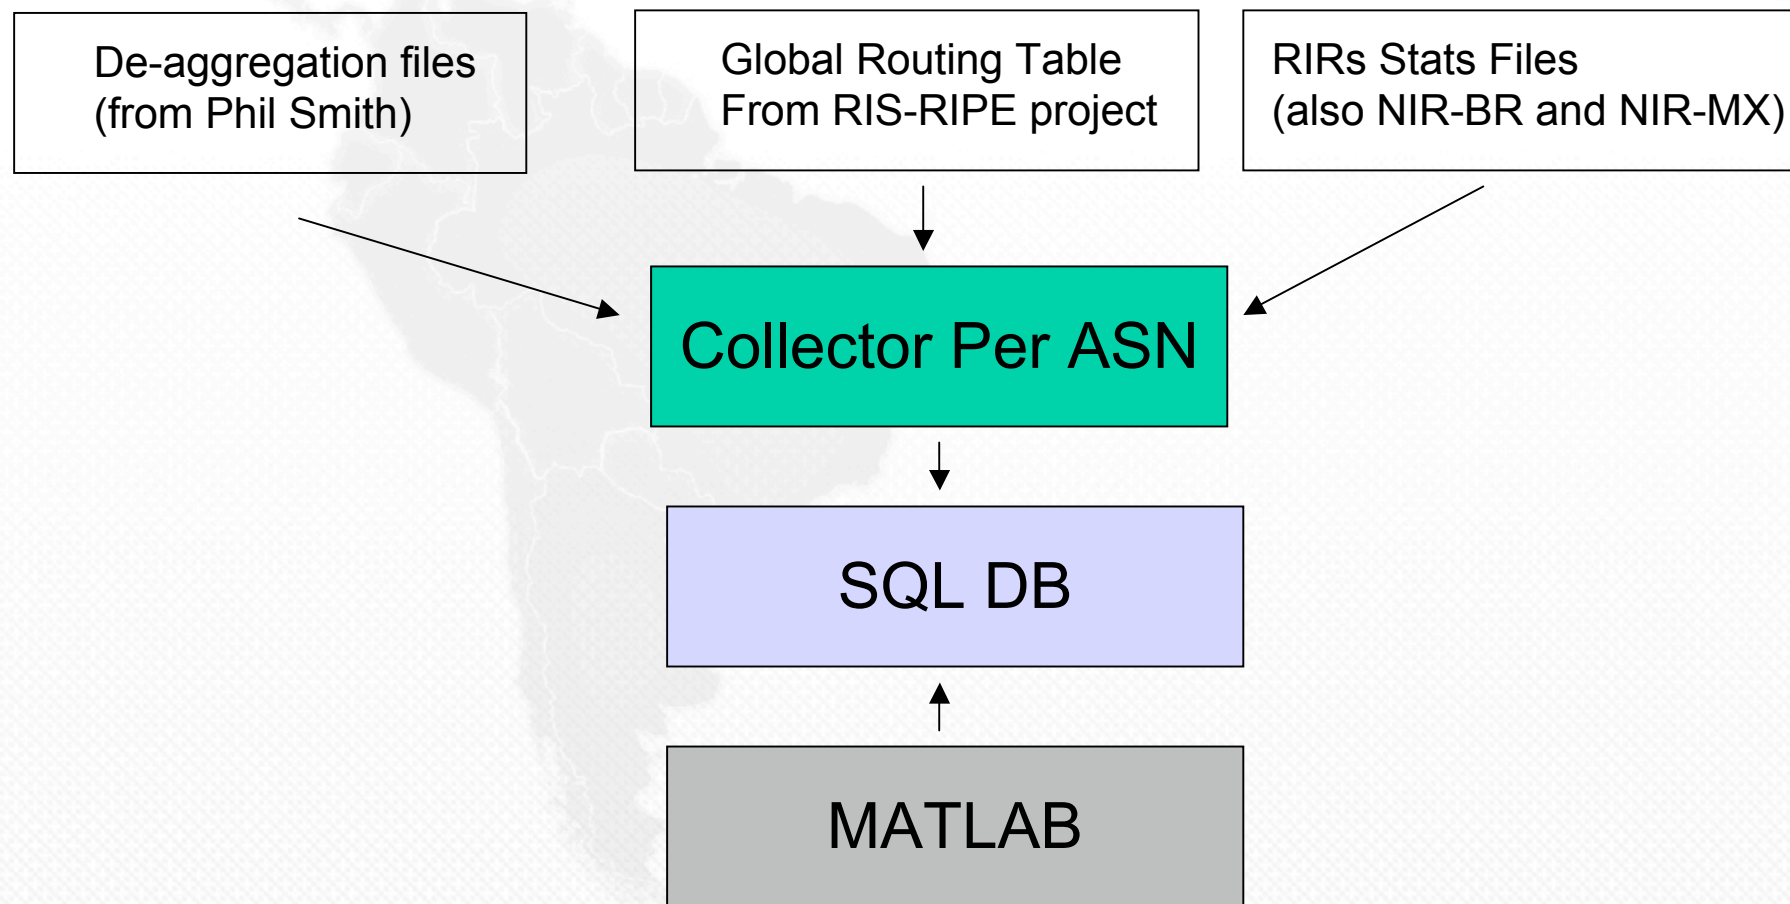 De-aggregation files
(from Phil Smith)
Global Routing Table
From RIS-RIPE project
RIRs Stats Files
(also NIR-BR and NIR-MX)
Collector Per ASN
SQL DB
MATLAB